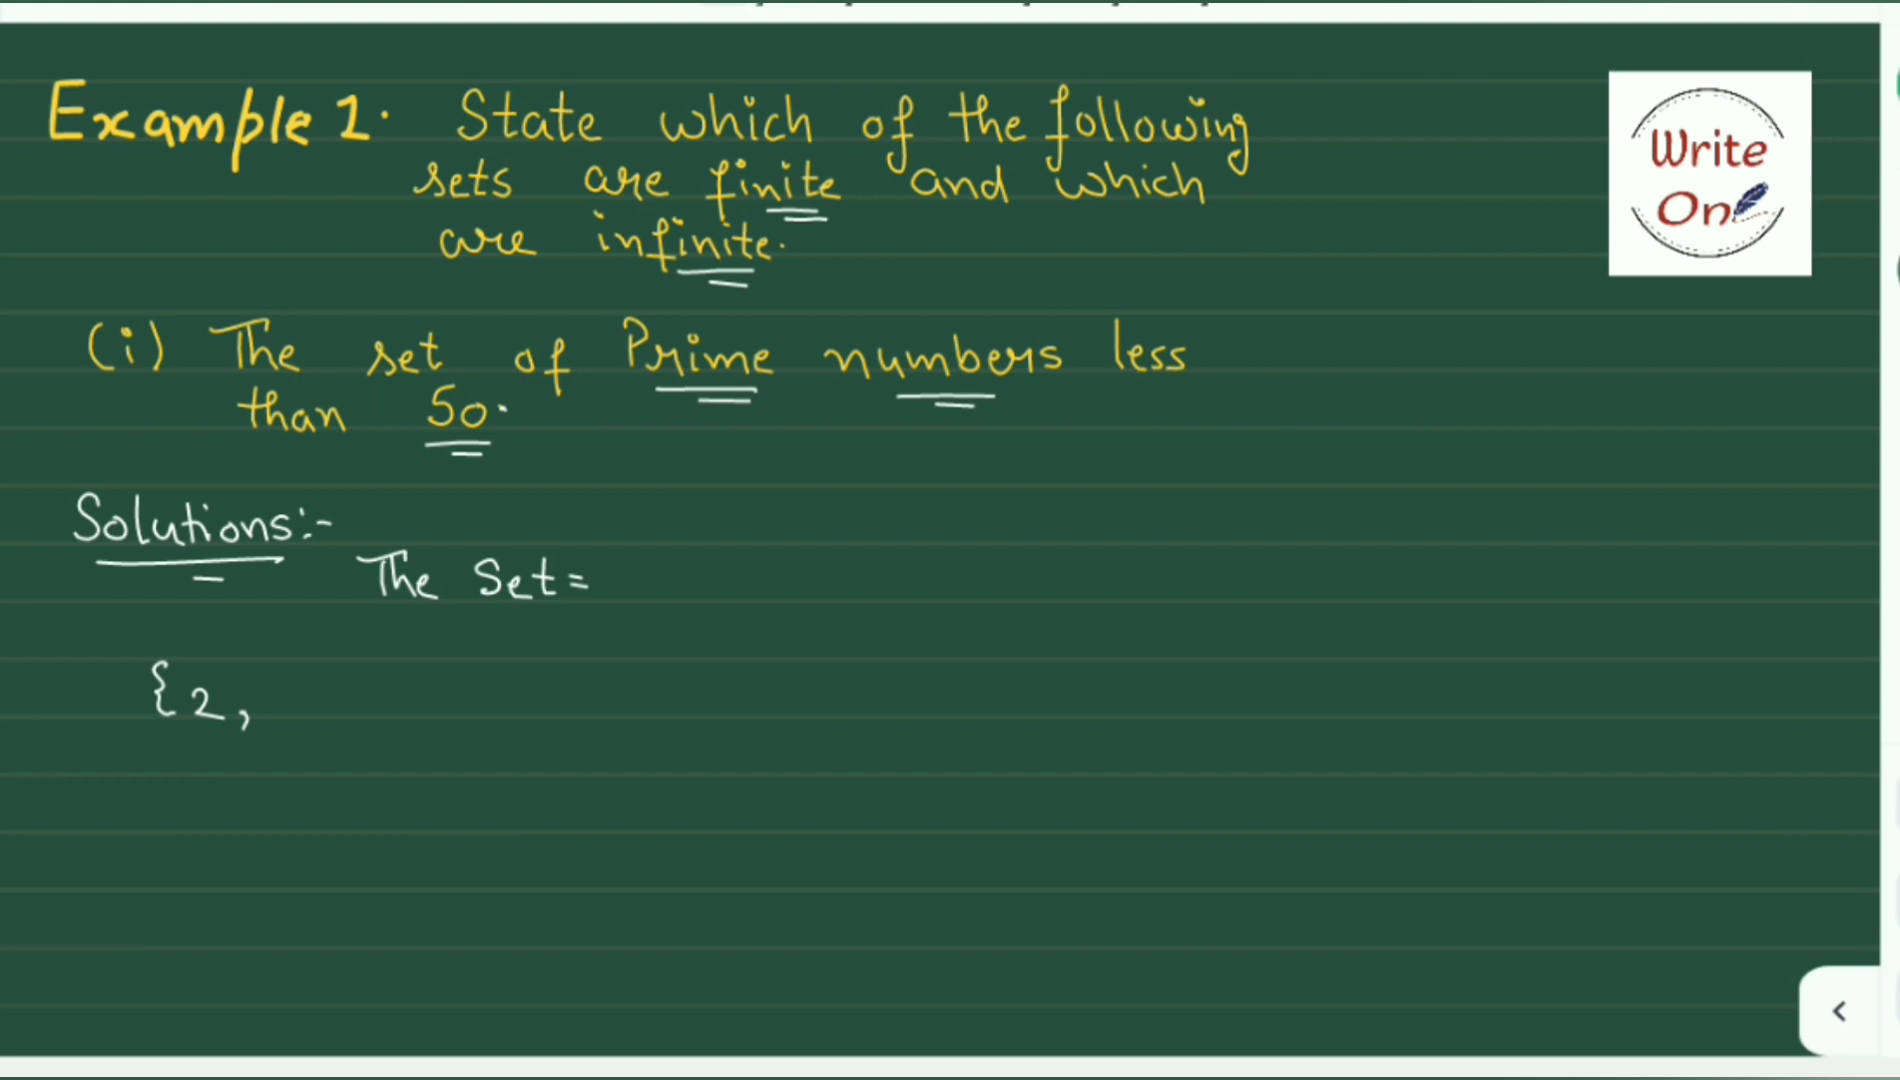 Example 1. State which of the following
sets are finite and which
are infinite.
Write
On
(i) The set of Prime numbers less
than 50.
Solutions:-
The Set=
{2,